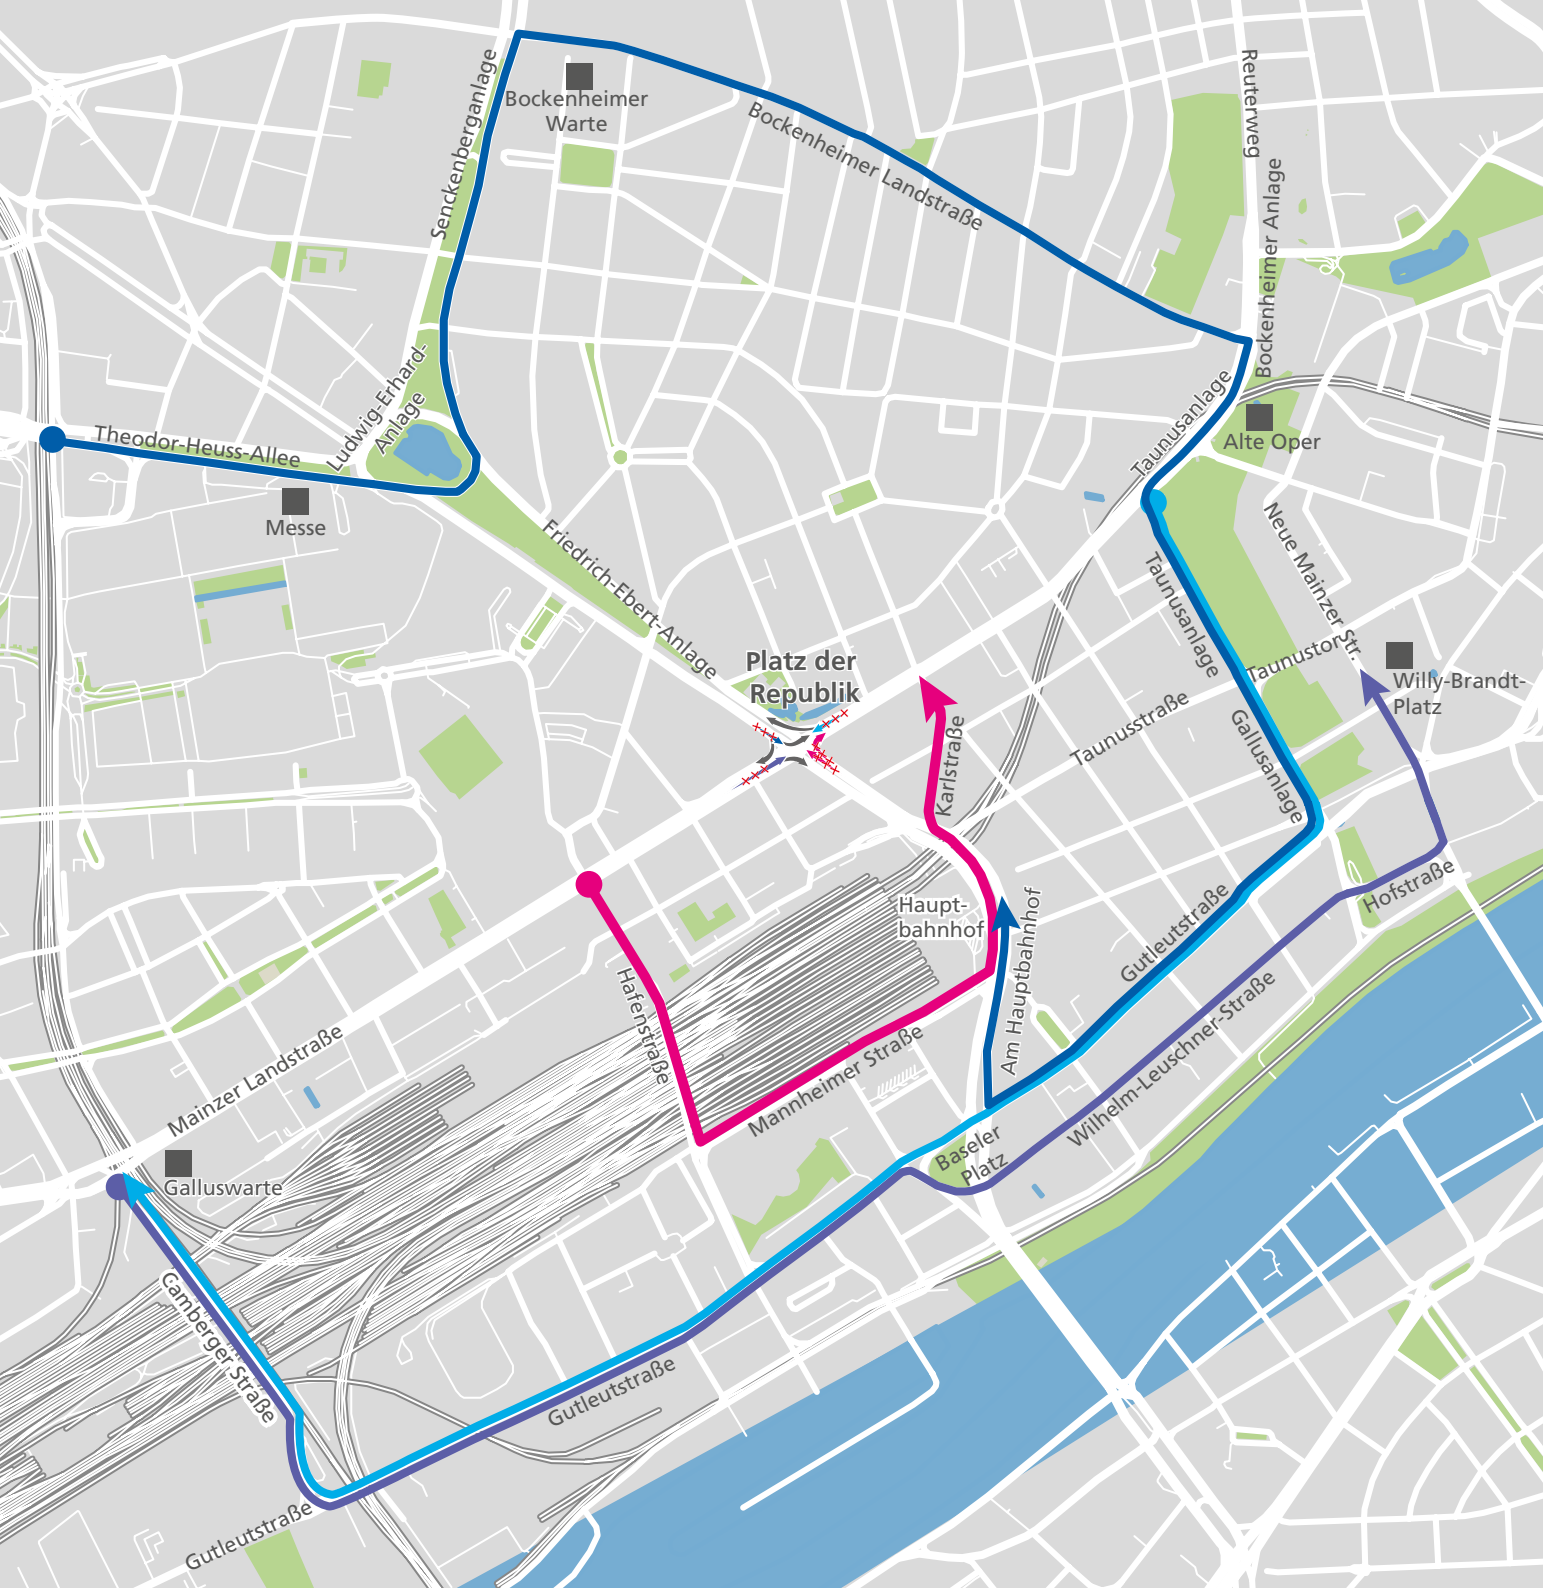 Senckenberganlage
Bockenheimer
Warte
Bockenheimer Landstraße
Reuterweg
Bockenheimer Anlage
Theodor-Heuss-Allee
Ludwig-Erhard-
Anlage
Messe
Taunusanlage
Alte Oper
Friedrich-Ebert-Anlage
Neue Mainzer Str.
Taunusanlage
Taunustor
Platz der
Republik
Willy-Brandt-
Platz
Taunusstraße
Gallusanlage
Karlstraße
Hofstraße
Haupt-
bahnhof
Gutleutstraße
Am Hauptbahnhof
Hafenstraße
Wilhelm-Leuschner-Straße
Mannheimer Straße
Mainzer Landstraße
Baseler
Platz
Galluswarte
Camberger Straße
Gutleutstraße
Gutleutstraße